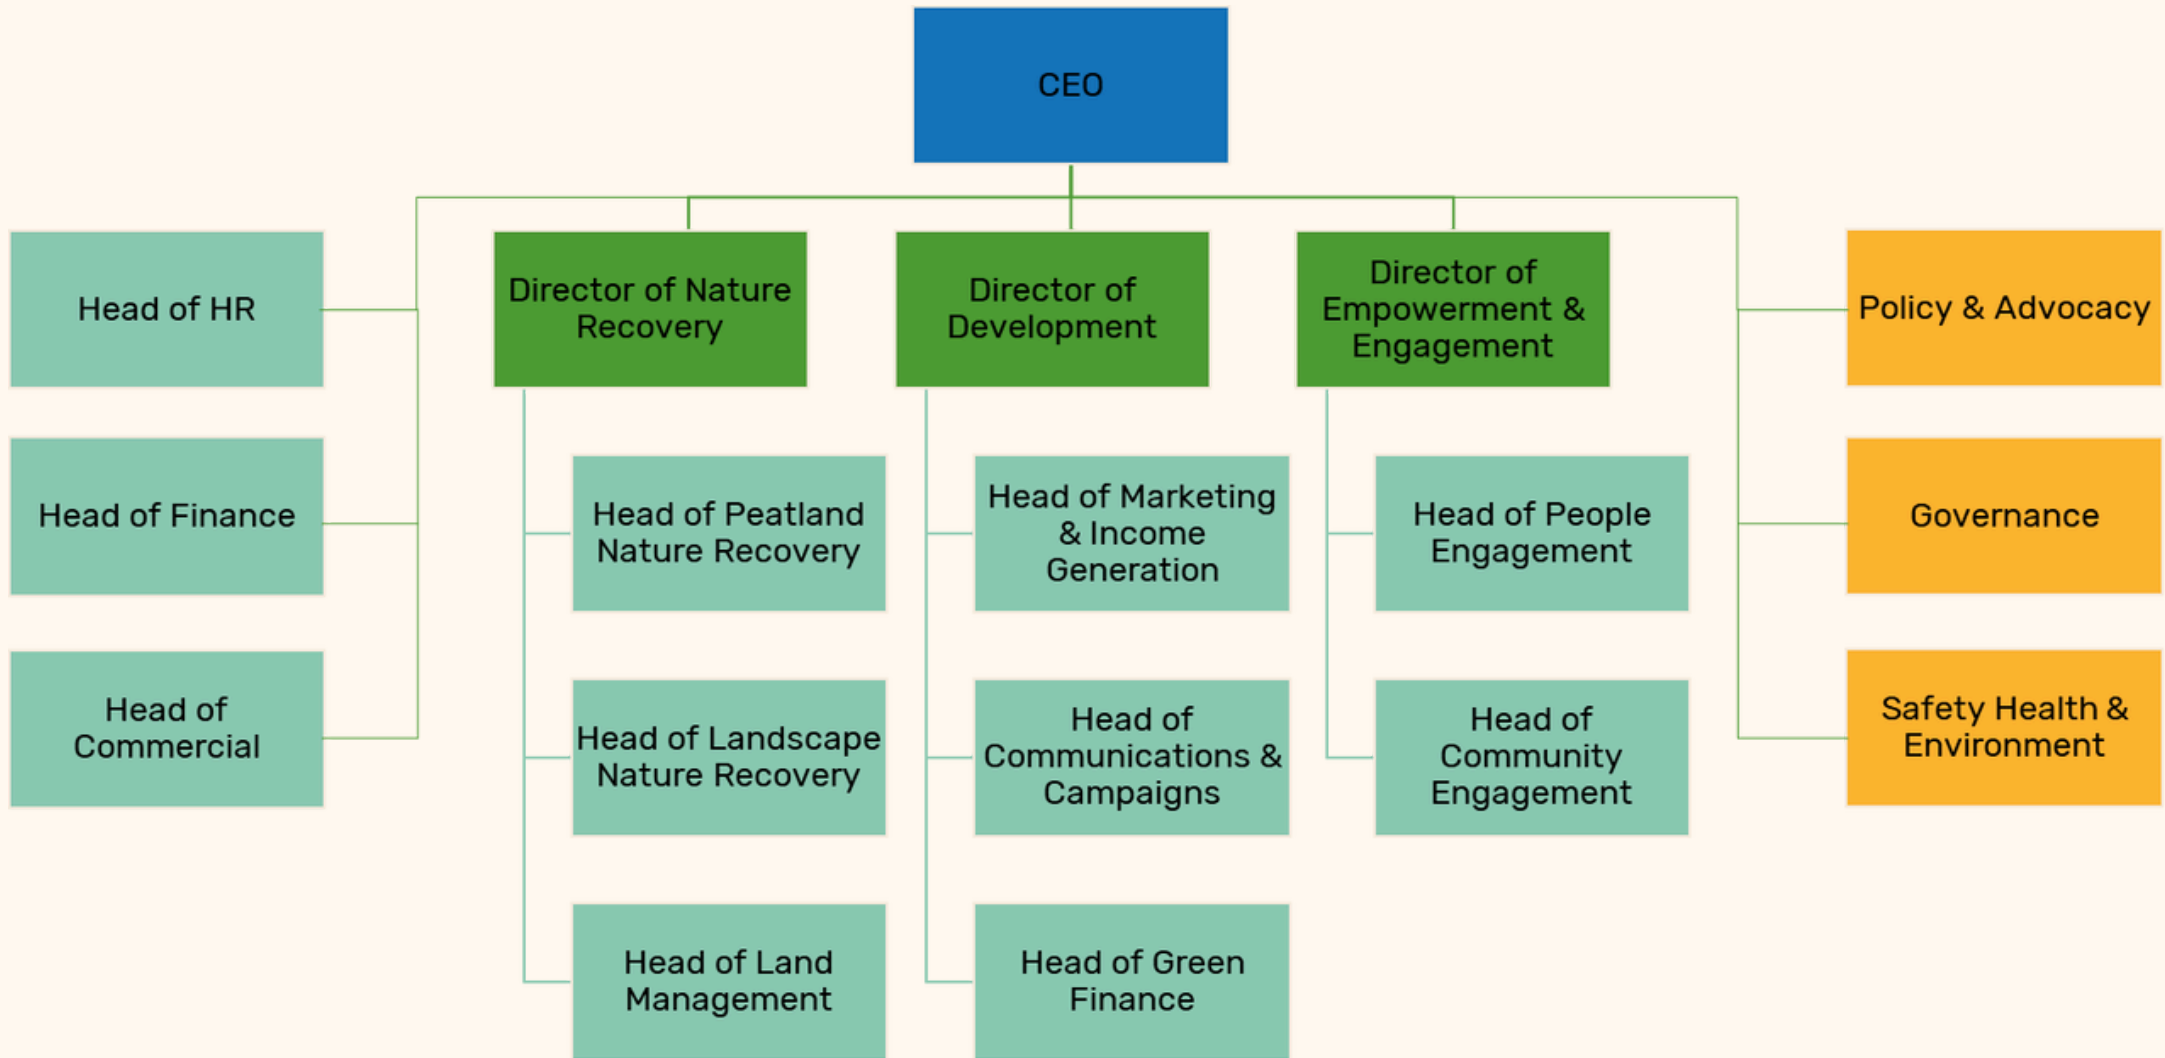 CEO
Head of HR
Director of Nature
Recovery
Director of
Development
Director of
Empowerment &
Engagement
Policy & Advocacy
Head of Finance
Head of Peatland
Nature Recovery
Head of Marketing
& Income
Generation
Head of People
Engagement
Governance
Head of
Commercial
Head of Landscape
Nature Recovery
Head of
Communications &
Campaigns
Head of
Community
Engagement
Safety Health &
Environment
Head of Land
Management
Head of Green
Finance